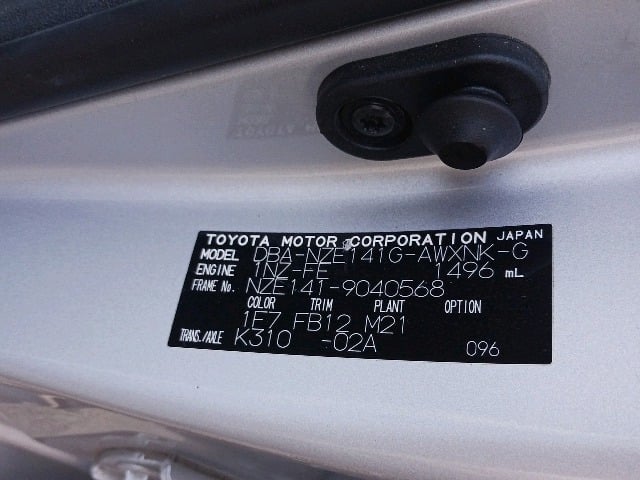 TOYOTA MOTOR CORPORATION JAPAN
MODEL DBA-NZE141G-AWXNK-G
ENGINE 1NZ-FE 1496 mL
FRAME No. NZE141-9040568
COLOR TRIM PLANT OPTION
1E7 FB12 M21
TRANS./AXLE K310 -02A 096